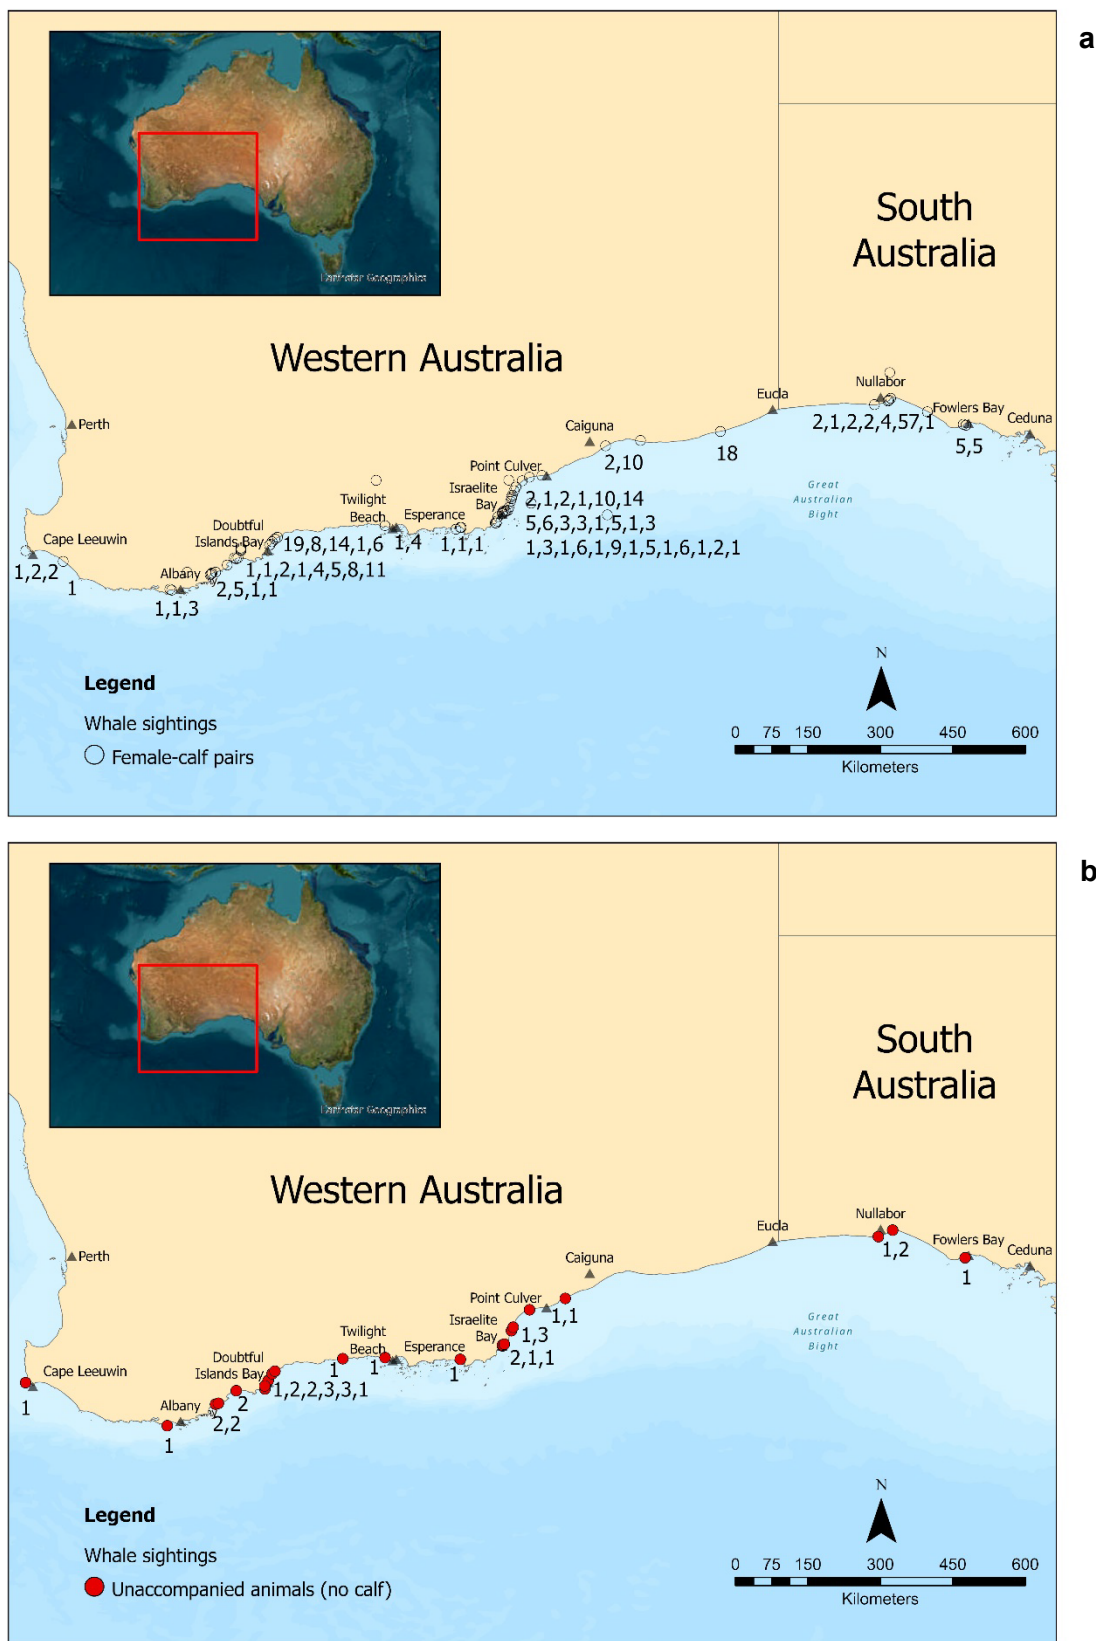 a
Earthstar Geographics
South
Australia
Western Australia
Nullabor
Eucla
Fowlers Bay
Ceduna
2,1,2,2,4,57,1
5,5
Perth
Caiguna
18
2,10
Point Culver
Great
Australian
Bight
Israelite
Bay
Twilight
Beach
Esperance
2,1,2,1,10,14
5,6,3,3,1,5,1,3
1,3,1,6,1,9,1,5,1,6,1,2,1
Doubtful
Islands Bay
Cape Leeuwin
19,8,14,1,6
1,4
1,1,1
1,2,2
1
Albany
1,1,2,1,4,5,8,11
2,5,1,1
1,1,3
Legend
Whale sightings
Female-calf pairs
N
0 75 150 300 450 600
Kilometers
b
Earthstar Geographics
South
Australia
Western Australia
Nullabor
Eucla
Fowlers Bay
Ceduna
1,2
1
Perth
Caiguna
Point Culver
1,1
Great
Australian
Bight
Israelite
Bay
1,3
Twilight
Beach
Esperance
2,1,1
Doubtful
Islands Bay
Cape Leeuwin
1
1
1
1
1,2,2,3,3,1
2
Albany
2,2
1
Legend
Whale sightings
Unaccompanied animals (no calf)
N
0 75 150 300 450 600
Kilometers